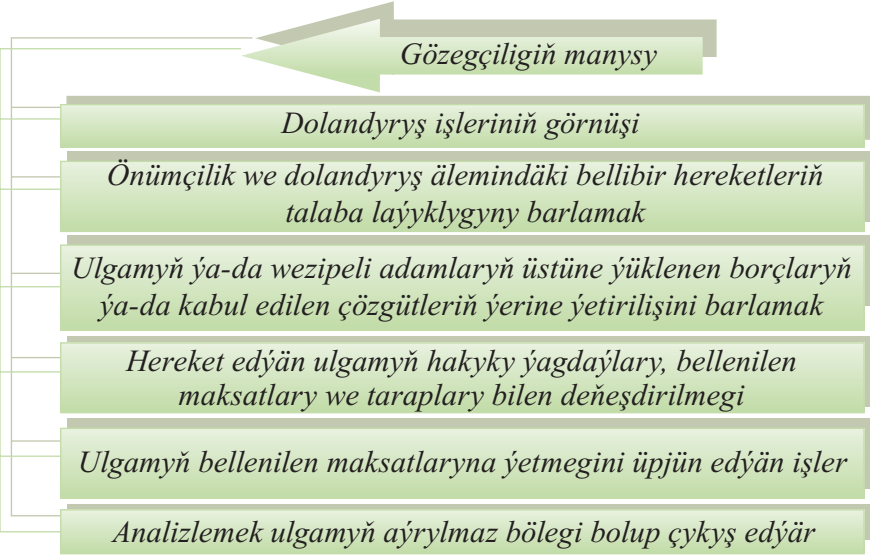 Gözegçiligiň manysy
Dolandyryş işleriniň görnüşi
Önümçilik we dolandyryş älemindäki bellibir hereketleriň
talaba laýyklygyny barlamak
Ulgamyň ýa-da wezipeli adamlaryň üstüne ýüklenen borçlaryň
ýa-da kabul edilen çözgütleriň ýerine ýetirilişini barlamak
Hereket edýän ulgamyň hakyky ýagdaýlary, bellenilen
maksatlary we taraplary bilen deňeşdirilmegi
Ulgamyň bellenilen maksatlaryna ýetmegini üpjün edýän işler
Analizlemek ulgamyň aýrylmaz bölegi bolup çykyş edýär